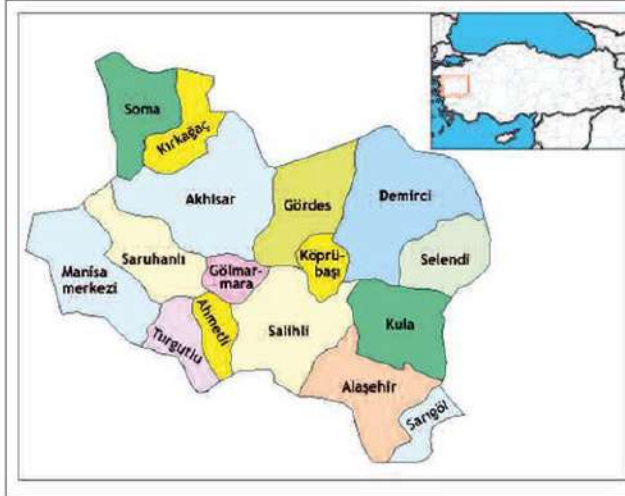 Soma
Kırkağaç
Akhisar
Gördes
Demirci
Saruhanlı
Gölmar-
mara
Köprü-
başı
Selendi
Manisa
merkezi
Turgutlu
Ahmetli
Salihli
Kula
Alaşehir
Sarıgöl